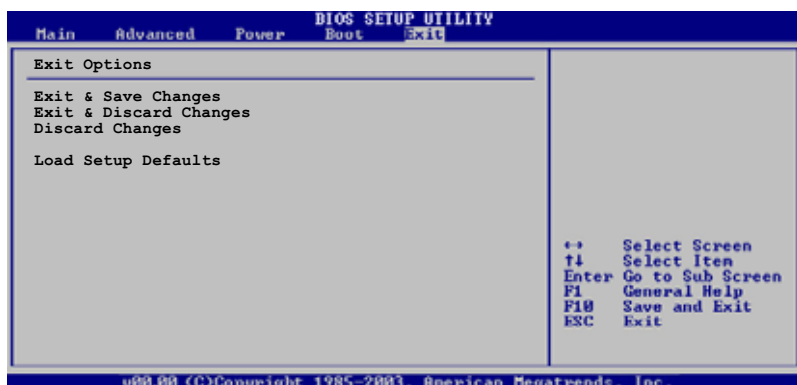 BIOS SETUP UTILITY
Main Advanced Power Boot Exit
Exit Options
Exit & Save Changes
Exit & Discard Changes
Discard Changes
Load Setup Defaults
↔ Select Screen
↑↓ Select Item
Enter Go to Sub Screen
F1 General Help
F10 Save and Exit
ESC Exit
v00.00 (C)Copyright 1985-2003, American Megatrends, Inc.